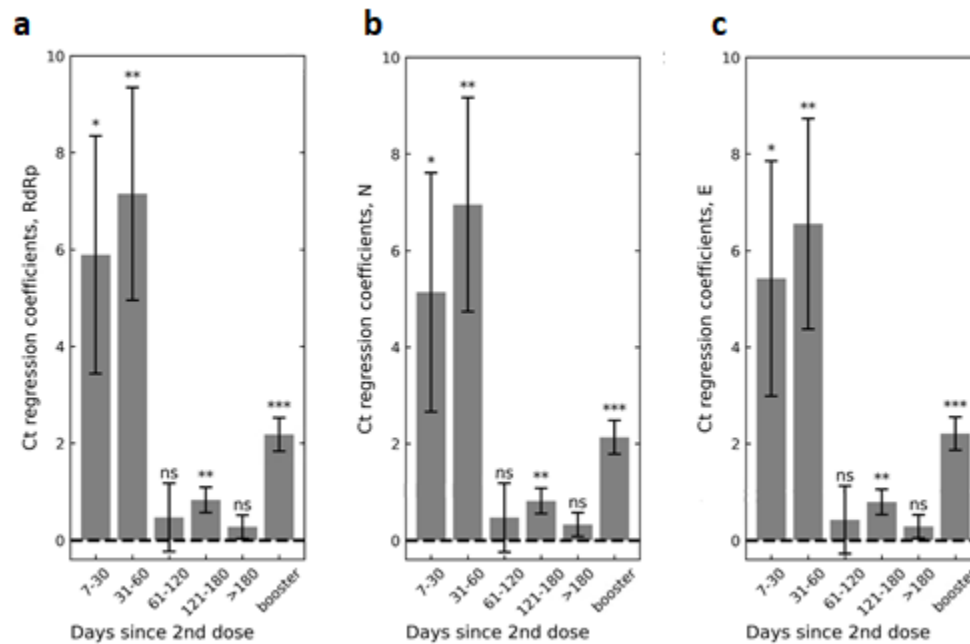 a
10
8
6
4
2
0
Ct regression coefficients, RdRp
*
**
ns
**
ns
***
7-30
31-60
61-120
121-180
>180
booster
Days since 2nd dose
b
10
8
6
4
2
0
Ct regression coefficients, N
*
**
ns
**
ns
***
7-30
31-60
61-120
121-180
>180
booster
Days since 2nd dose
c
10
8
6
4
2
0
Ct regression coefficients, E
*
**
ns
**
ns
***
7-30
31-60
61-120
121-180
>180
booster
Days since 2nd dose